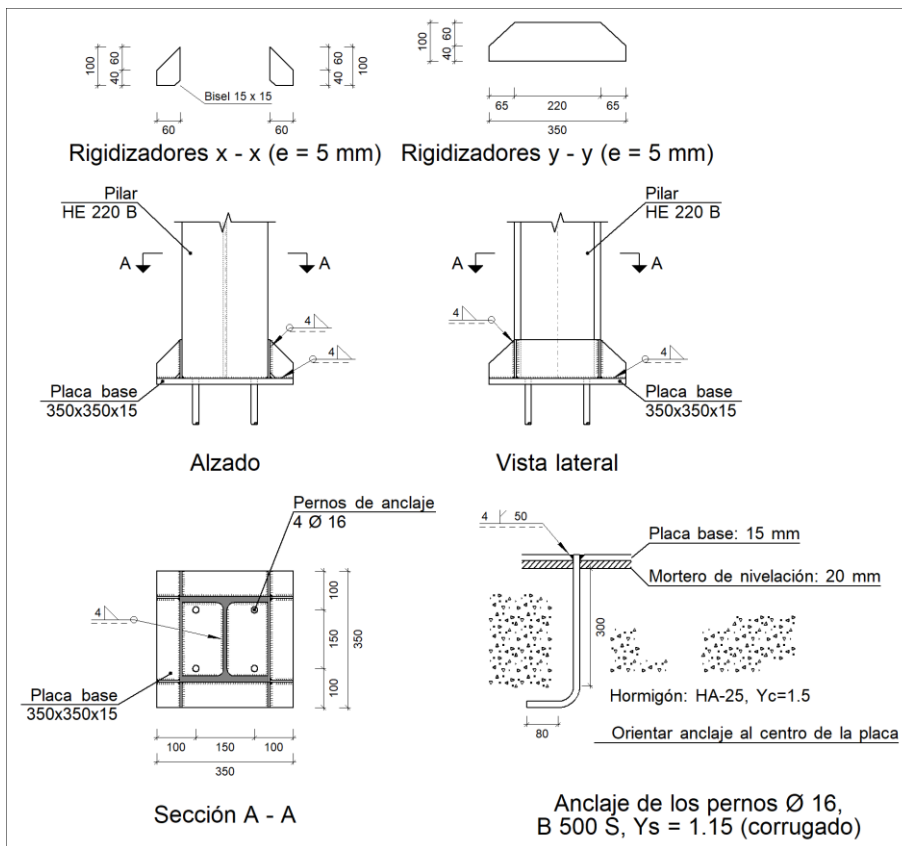 100
60
40
60
40
100
Bisel 15 x 15
60
60
100
60
40
65
220
65
350
Rigidizadores x - x (e = 5 mm)
Rigidizadores y - y (e = 5 mm)
Pilar
HE 220 B
Pilar
HE 220 B
A
A
A
A
4
4
4
4
Placa base
350x350x15
Placa base
350x350x15
Alzado
Vista lateral
Pernos de anclaje
4 Ø 16
4
100
150
100
350
Placa base
350x350x15
100
150
100
350
Sección A - A
4
50
Placa base: 15 mm
Mortero de nivelación: 20 mm
300
Hormigón: HA-25, Yc=1.5
80
Orientar anclaje al centro de la placa
Anclaje de los pernos Ø 16,
B 500 S, Ys = 1.15 (corrugado)